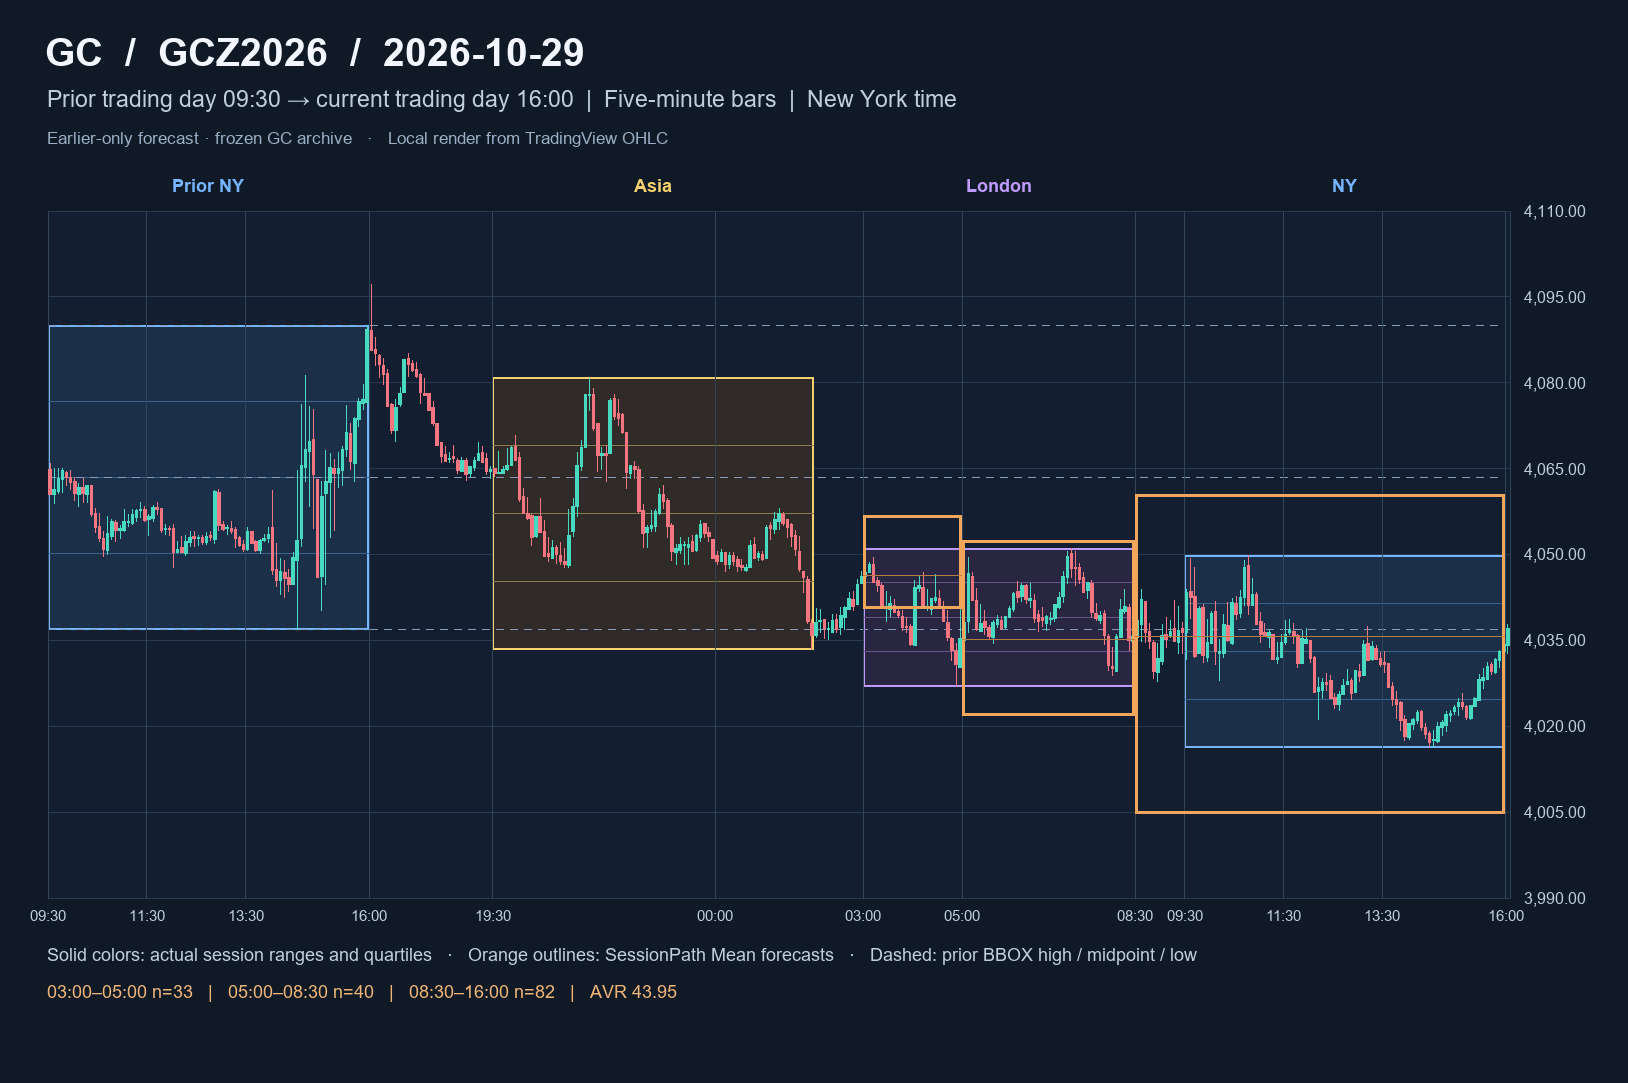 GC / GCZ2026 / 2026-10-29
Prior trading day 09:30 → current trading day 16:00 | Five-minute bars | New York time
Earlier-only forecast · frozen GC archive · Local render from TradingView OHLC
Prior NY Asia London NY
4,110.00
4,095.00
4,080.00
4,065.00
4,050.00
4,035.00
4,020.00
4,005.00
3,990.00
09:30 11:30 13:30 16:00 19:30 00:00 03:00 05:00 08:30 09:30 11:30 13:30 16:00
Solid colors: actual session ranges and quartiles · Orange outlines: SessionPath Mean forecasts · Dashed: prior BBOX high / midpoint / low
03:00–05:00 n=33 | 05:00–08:30 n=40 | 08:30–16:00 n=82 | AVR 43.95